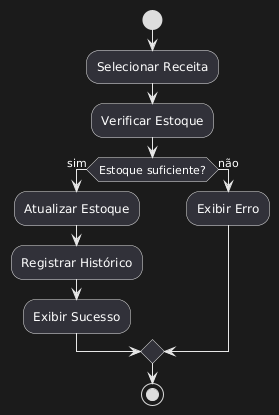 Selecionar Receita
Verificar Estoque
sim
Estoque suficiente?
não
Atualizar Estoque
Exibir Erro
Registrar Histórico
Exibir Sucesso